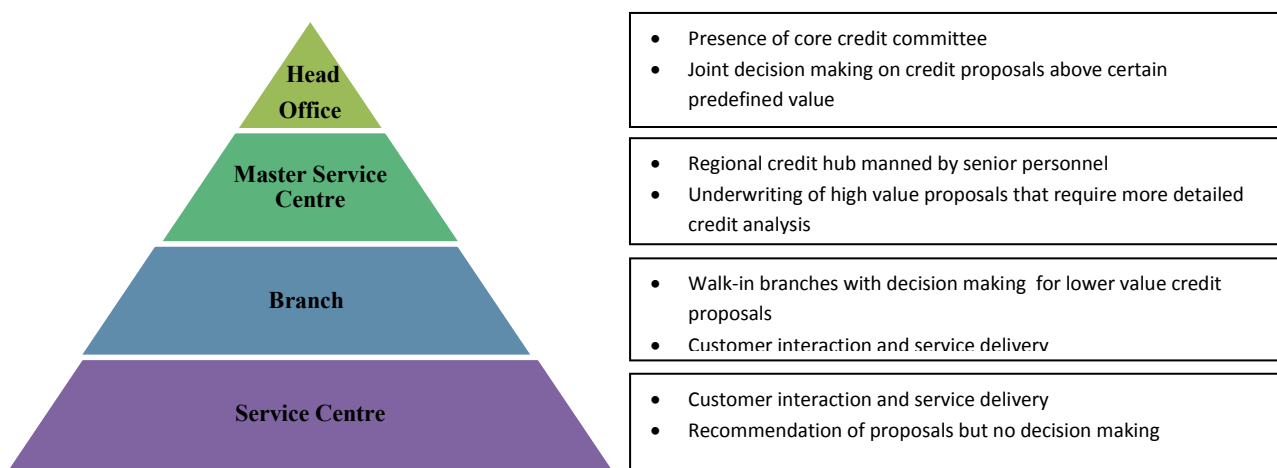 Head
Office
• Presence of core credit committee
• Joint decision making on credit proposals above certain
predefined value
Master Service
Centre
• Regional credit hub manned by senior personnel
• Underwriting of high value proposals that require more detailed
credit analysis
Branch
• Walk-in branches with decision making for lower value credit
proposals
• Customer interaction and service delivery
Service Centre
• Customer interaction and service delivery
• Recommendation of proposals but no decision making